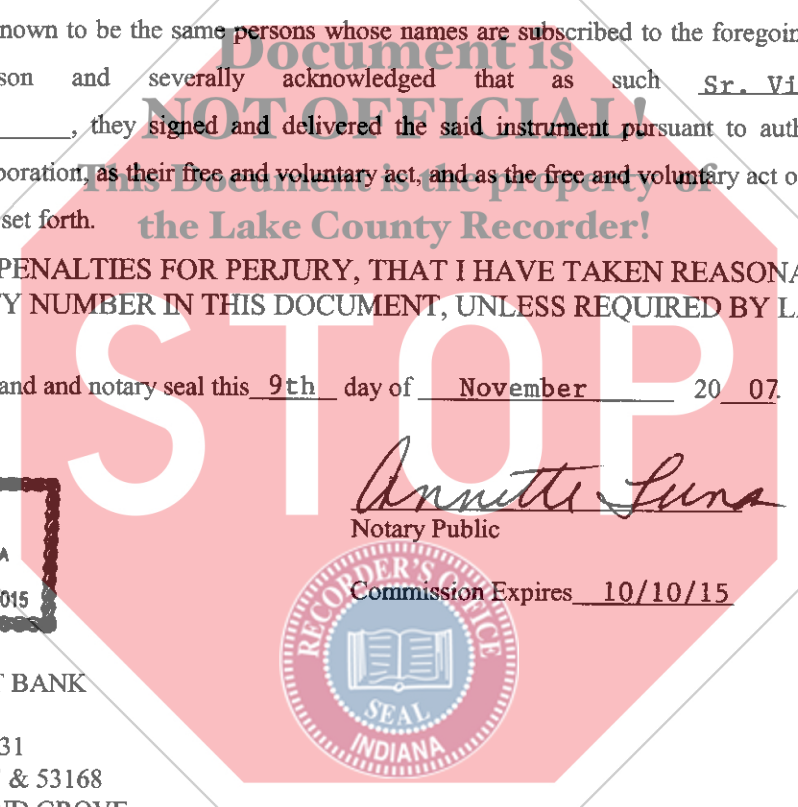 nown to be the same persons whose names are subscribed to the foregoin
Document is
son and severally acknowledged that as such Sr. Vi
NOT OFFICIAL!
, they signed and delivered the said instrument pursuant to auth
This Document is the property of
poration, as their free and voluntary act, and as the free and voluntary act o
the Lake County Recorder!
set forth.
PENALTIES FOR PERJURY, THAT I HAVE TAKEN REASONA
Y NUMBER IN THIS DOCUMENT, UNLESS REQUIRED BY LA
and and notary seal this 9th day of November 20 07.
STOP
Annette Luna
Notary Public
A
015
Commission Expires 10/10/15
RECORDER'S OFFICE
SEAL
INDIANA
T BANK
31
& 53168
ND GROVE